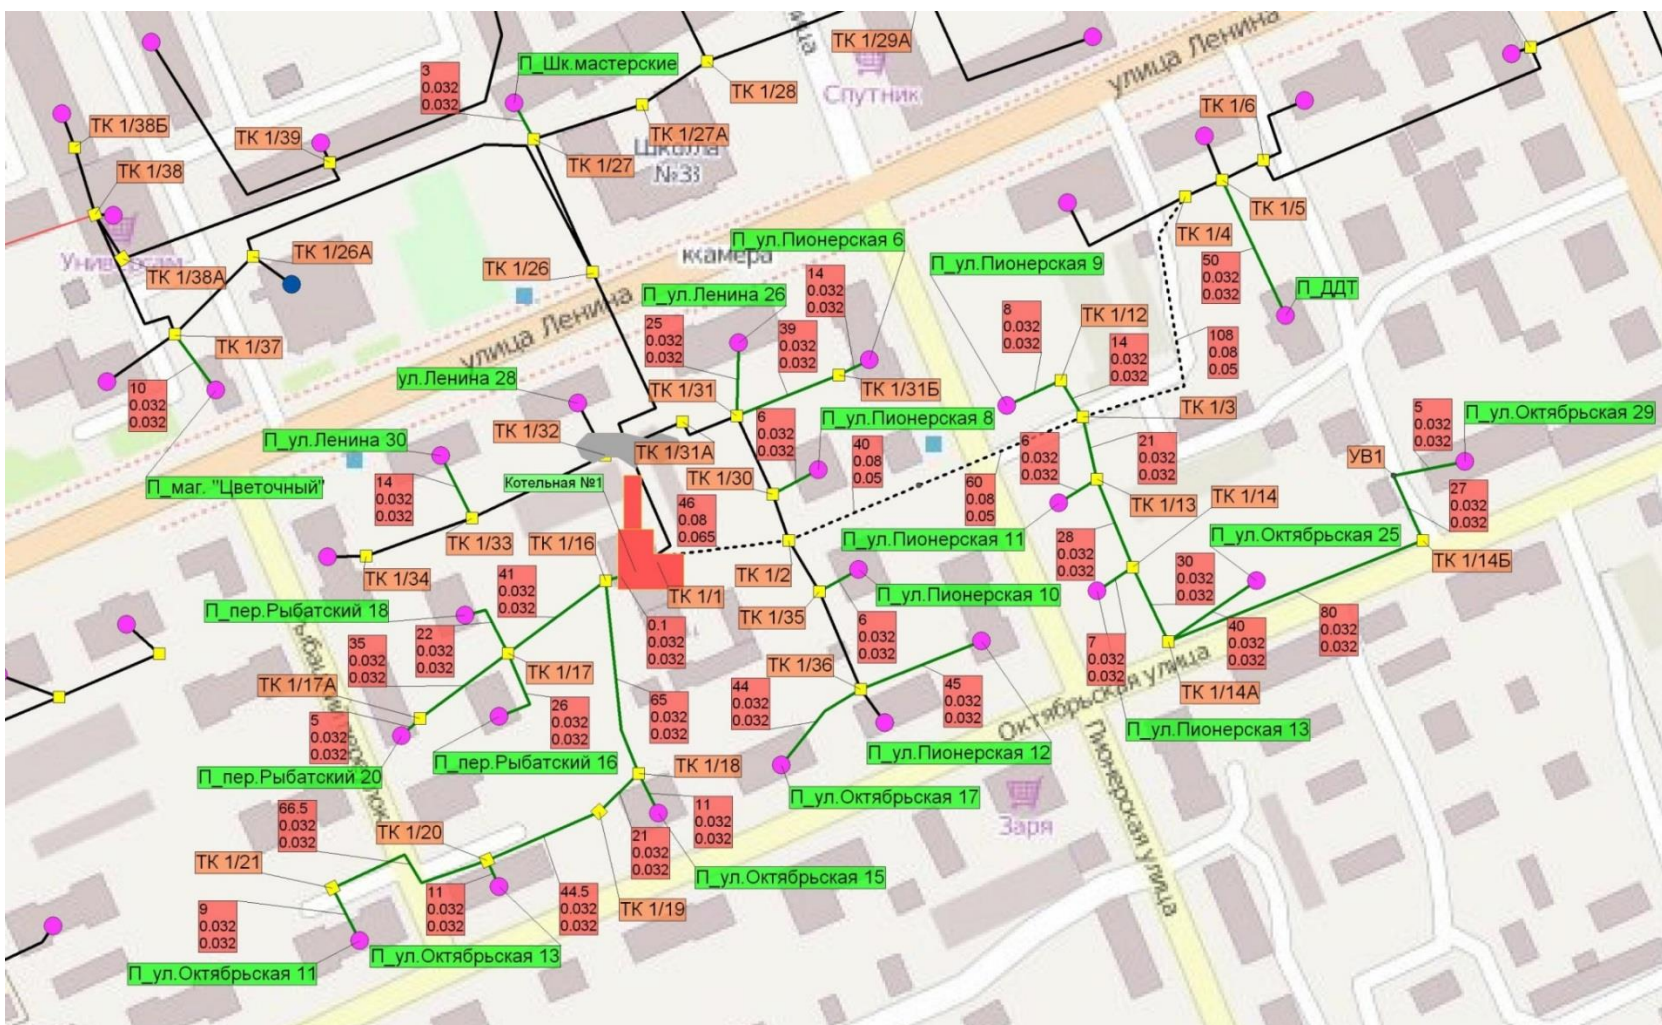 ТК 1/29А
улица Ленина
3
0.032
0.032
П_Шк.мастерские
Спутник
ТК 1/28
ТК 1/6
ТК 1/38Б
ТК 1/39
ТК 1/27А
ТК 1/27
Школа
№33
ТК 1/38
ТК 1/5
ТК 1/4
Универсам
ТК 1/26А
ТК 1/38А
ТК 1/26
П_ул.Пионерская 6
П_ул.Пионерская 9
50
0.032
0.032
П_ДДТ
14
0.032
0.032
П_ул.Ленина 26
улица Ленина
25
0.032
0.032
39
0.032
0.032
8
0.032
0.032
ТК 1/12
14
0.032
0.032
108
0.08
0.05
ТК 1/37
10
0.032
0.032
ул.Ленина 28
ТК 1/31
ТК 1/31Б
ТК 1/3
П_ул.Пионерская 8
5
0.032
0.032
П_ул.Октябрьская 29
П_ул.Ленина 30
ТК 1/32
ТК 1/31А
6
0.032
0.032
40
0.08
0.05
6
0.032
0.032
21
0.032
0.032
УВ1
П_маг. "Цветочный"
14
0.032
0.032
Котельная №1
ТК 1/30
60
0.08
0.05
ТК 1/13
ТК 1/14
27
0.032
0.032
46
0.08
0.065
ТК 1/33
ТК 1/16
П_ул.Пионерская 11
28
0.032
0.032
П_ул.Октябрьская 25
ТК 1/34
ТК 1/2
30
0.032
0.032
ТК 1/14Б
41
0.032
0.032
ТК 1/1
П_ул.Пионерская 10
П_пер.Рыбатский 18
22
0.032
0.032
35
0.032
0.032
0.1
0.032
0.032
ТК 1/35
6
0.032
0.032
7
0.032
0.032
40
0.032
0.032
80
0.032
0.032
ТК 1/17
ТК 1/36
ТК 1/17А
ТК 1/14А
Октябрьская улица
26
0.032
0.032
65
0.032
0.032
44
0.032
0.032
45
0.032
0.032
5
0.032
0.032
П_ул.Пионерская 13
П_ул.Пионерская 12
П_пер.Рыбатский 16
П_пер.Рыбатский 20
ТК 1/18
П_ул.Октябрьская 17
Пионерская улица
Заря
66.5
0.032
0.032
ТК 1/20
11
0.032
0.032
21
0.032
0.032
ТК 1/21
П_ул.Октябрьская 15
11
0.032
0.032
44.5
0.032
0.032
ТК 1/19
9
0.032
0.032
П_ул.Октябрьская 13
П_ул.Октябрьская 11